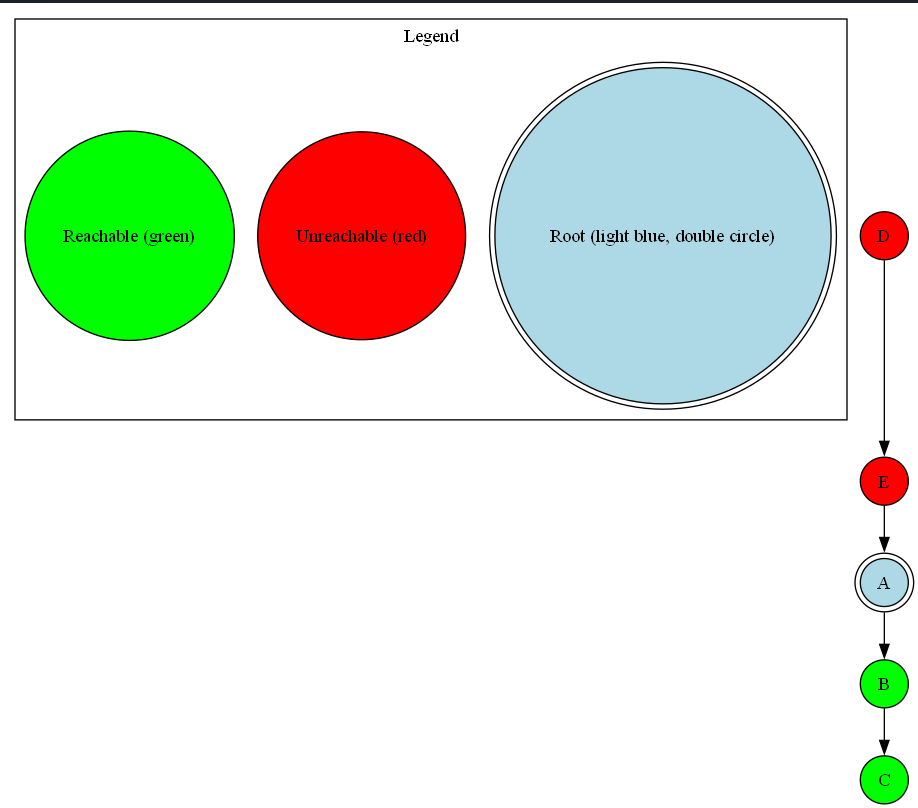 Legend
Reachable (green)
Unreachable (red)
Root (light blue, double circle)
D
E
A
B
C